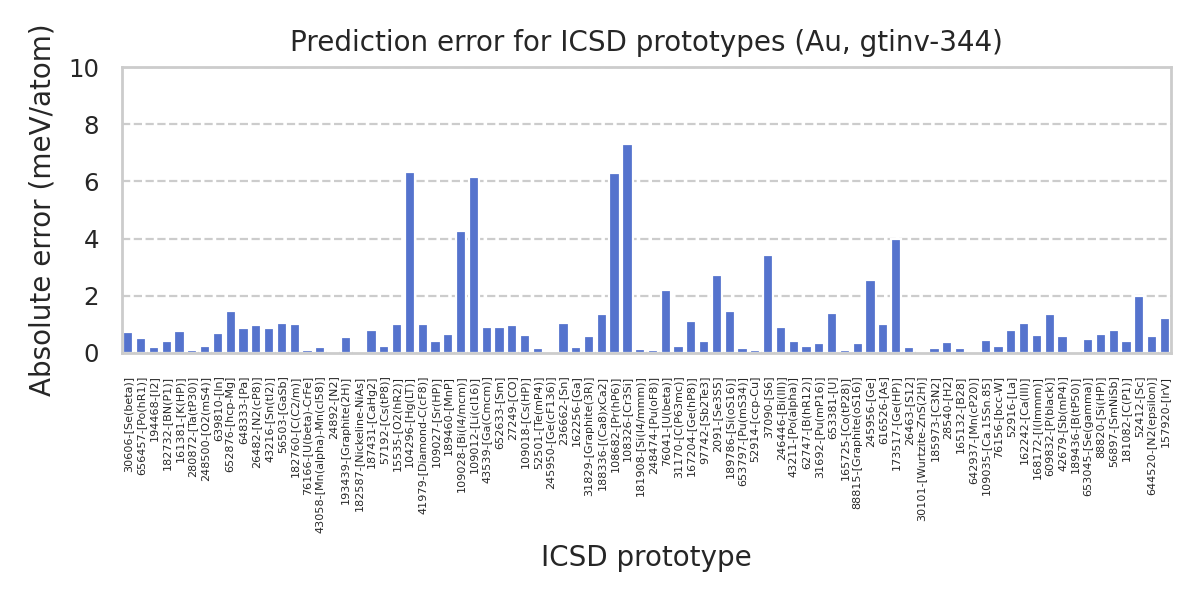 Prediction error for ICSD prototypes (Au, gtinv-344)
Absolute error (meV/atom)
10
8
6
4
2
0
30606-[Se(beta)]
656457-[Po(hR1)]
194468-[I2]
182732-[BN(P1)]
161381-[K(HP)]
280872-[Ta(tP30)]
248500-[O2(mS4)]
639810-[In]
652876-[hcp-Mg]
648333-[Pa]
26482-[N2(cP8)]
43216-[Sn(tI2)]
56503-[GaSb]
182760-[C(C2/m)]
76166-[U(beta)-CrFe]
43058-[Mn(alpha)-Mn(cI58)]
24892-[N2]
193439-[Graphite(2H)]
182587-[Nickeline-NiAs]
187431-[CaHg2]
57192-[Cs(tP8)]
15535-[O2(hR2)]
104296-[Hg(LT)]
41979-[Diamond-C(cF8)]
109027-[Sr(HP)]
189460-[MnP]
109028-[Bi(I4/mcm)]
109012-[Li(cI16)]
43539-[Ga(Cmcm)]
652633-[Sm]
27249-[CO]
109018-[Cs(HP)]
52501-[Te(mP4)]
245950-[Ge(cF136)]
236662-[Sn]
162256-[Ga]
31829-[Graphite(3R)]
188336-[(Ca8)xCa2]
108682-[Pr(hP6)]
108326-[Cr3Si]
181908-[Si(I4/mmm)]
248474-[Pu(oF8)]
76041-[U(beta)]
31170-[C(P63mc)]
167204-[Ge(hP8)]
97742-[Sb2Te3]
2091-[Se3S5]
189786-[Si(oS16)]
653797-[Pu(mS34)]
52914-[ccp-Cu]
37090-[S6]
246446-[Bi(III)]
43211-[Po(alpha)]
62747-[B(hR12)]
31692-[Pu(mP16)]
653381-[U]
165725-[Co(tP28)]
88815-[Graphite(oS16)]
245956-[Ge]
616526-[As]
173517-[Ge(HP)]
26463-[S12]
30101-[Wurtzite-ZnS(2H)]
185973-[C3N2]
28540-[H2]
165132-[B28]
642937-[Mn(cP20)]
109035-[Ca.15Sn.85]
76156-[bcc-W]
52916-[La]
162242-[Ca(III)]
168172-[I(Immm)]
609832-[P(black)]
42679-[Sb(mP4)]
189436-[B(tP50)]
653045-[Se(gamma)]
88820-[Si(HP)]
56897-[SmNiSb]
181082-[C(P1)]
52412-[Sc]
644520-[N2(epsilon)]
157920-[IrV]
ICSD prototype